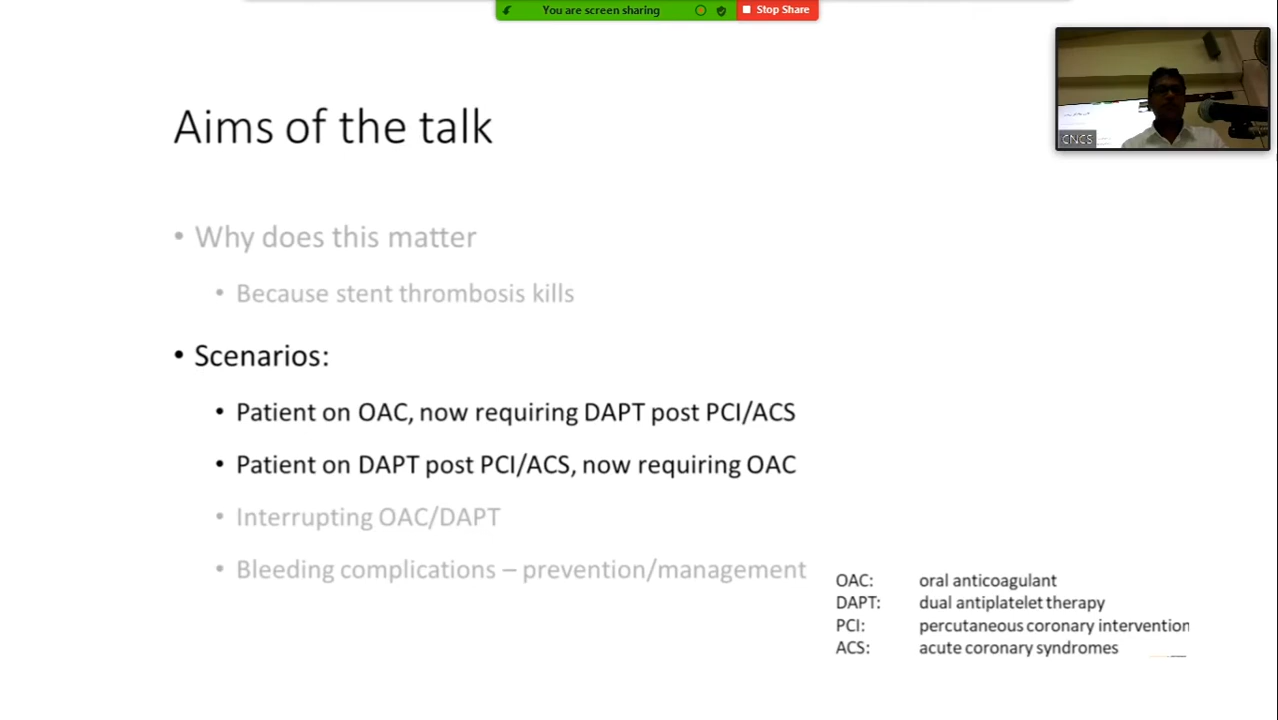 You are screen sharing
Stop Share
CNCS
Aims of the talk
• Why does this matter
• Because stent thrombosis kills
• Scenarios:
• Patient on OAC, now requiring DAPT post PCI/ACS
• Patient on DAPT post PCI/ACS, now requiring OAC
• Interrupting OAC/DAPT
• Bleeding complications – prevention/management
OAC: oral anticoagulant
DAPT: dual antiplatelet therapy
PCI: percutaneous coronary intervention
ACS: acute coronary syndromes